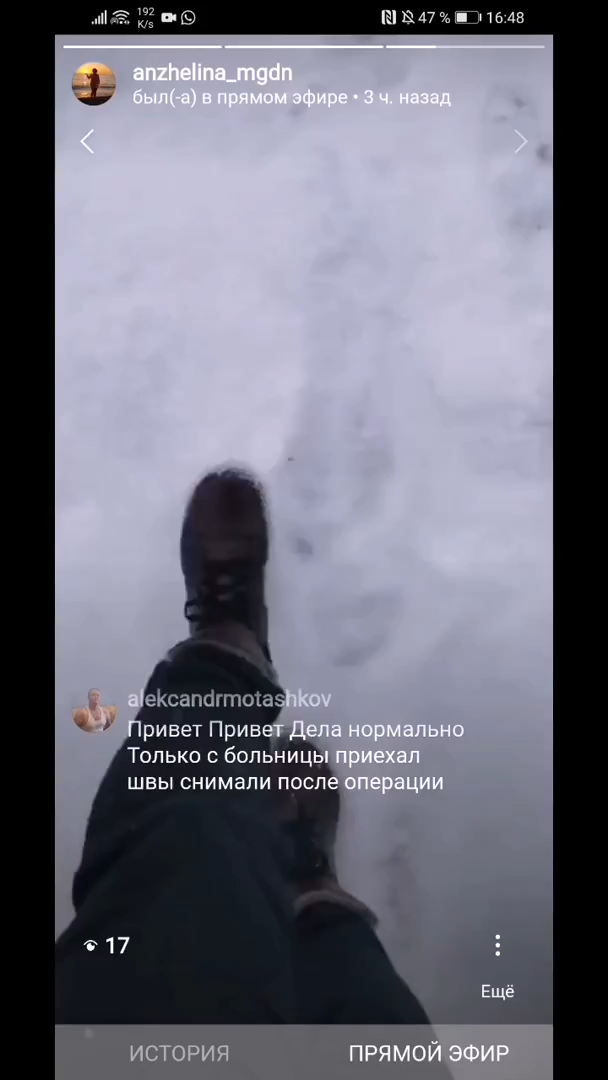 192
K/s
47 %
16:48
anzhelina_mgdn
был(-а) в прямом эфире • 3 ч. назад
alekcandrmotashkov
Привет Привет Дела нормально
Только с больницы приехал
швы снимали после операции
17
Ещё
ИСТОРИЯ
ПРЯМОЙ ЭФИР